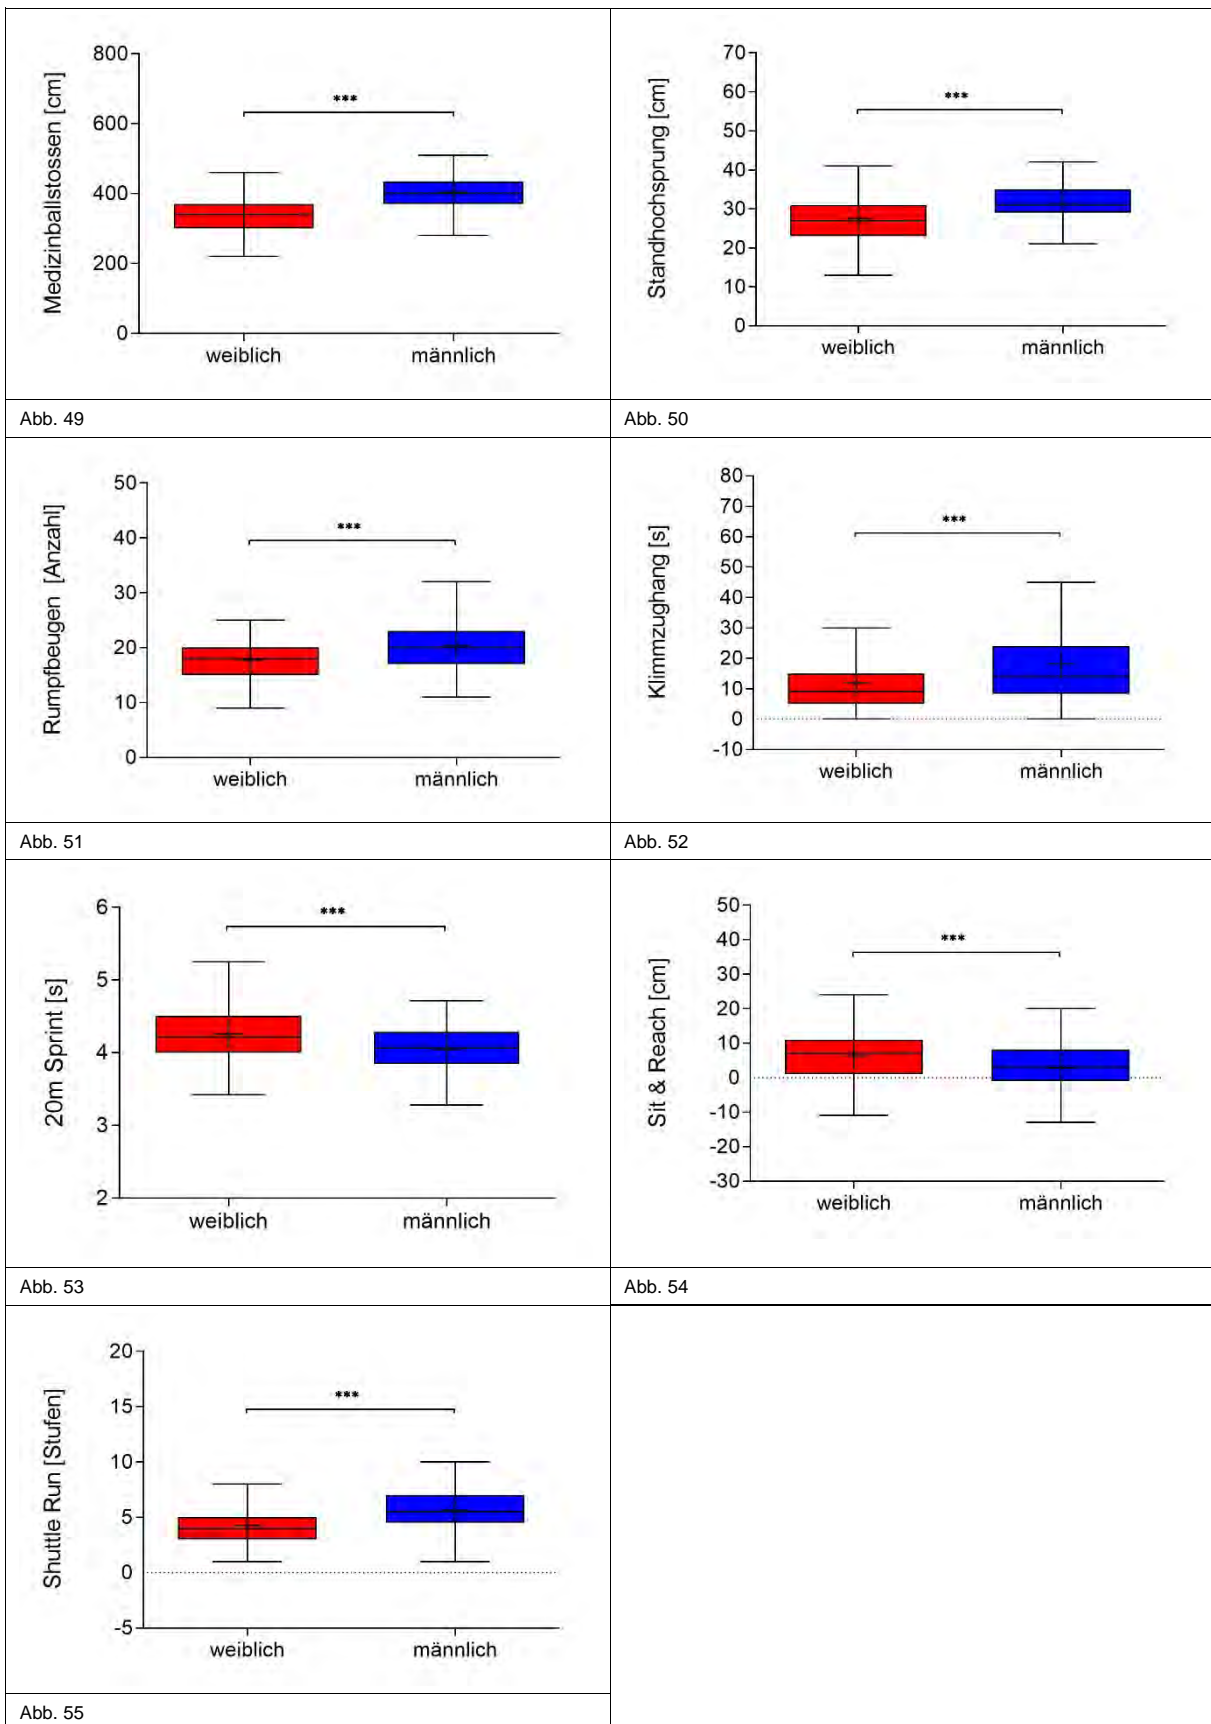 Medizinballstossen [cm]
800
600
400
200
0
***
weiblich
männlich
Abb. 49
Standhochsprung [cm]
70
60
50
40
30
20
10
0
***
weiblich
männlich
Abb. 50
Rumpfbeugen [Anzahl]
50
40
30
20
10
0
***
weiblich
männlich
Abb. 51
Klimmzughang [s]
80
70
60
50
40
30
20
10
0
-10
***
weiblich
männlich
Abb. 52
20m Sprint [s]
6
5
4
3
2
***
weiblich
männlich
Abb. 53
Sit & Reach [cm]
50
40
30
20
10
0
-10
-20
-30
***
weiblich
männlich
Abb. 54
Shuttle Run [Stufen]
20
15
10
5
0
-5
***
weiblich
männlich
Abb. 55